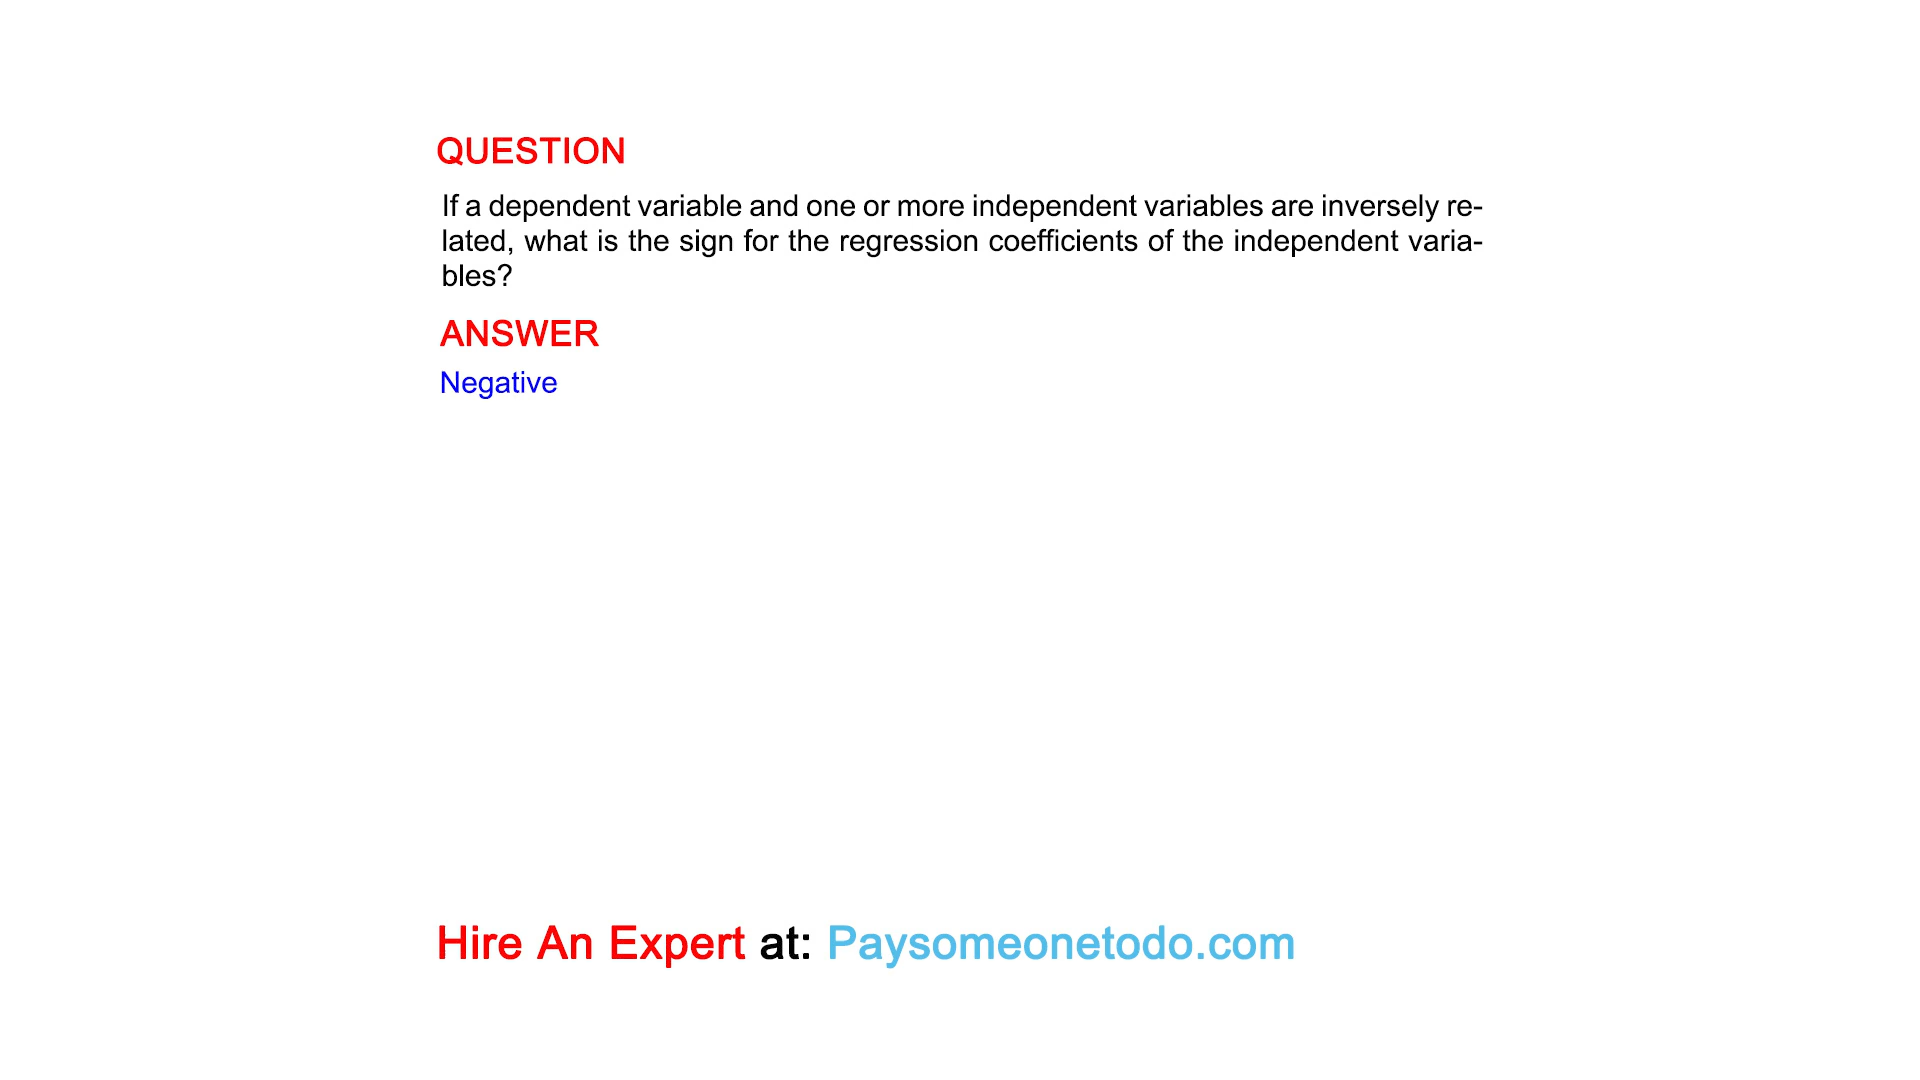 QUESTION
If a dependent variable and one or more independent variables are inversely re-
lated, what is the sign for the regression coefficients of the independent varia-
bles?
ANSWER
Negative
Hire An Expert at: Paysomeonetodo.com